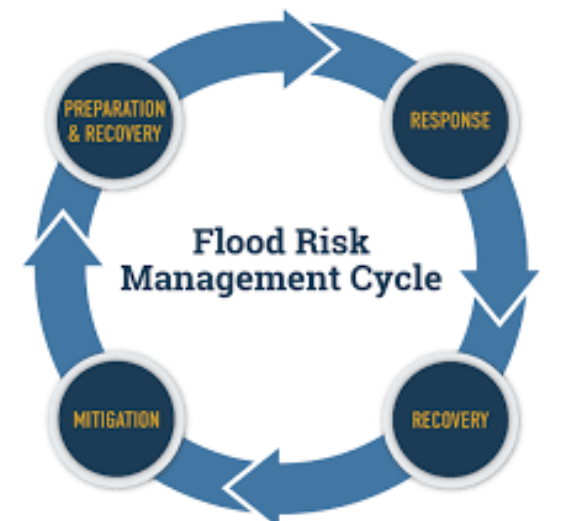 PREPARATION
& RECOVERY
RESPONSE
Flood Risk
Management Cycle
MITIGATION
RECOVERY